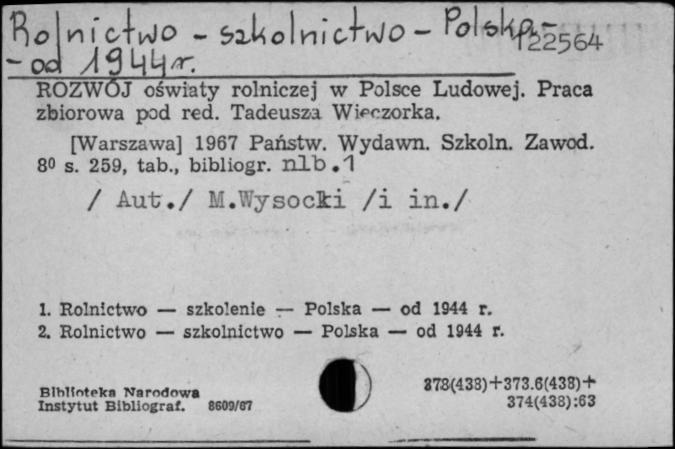 Rolnictwo - szkolnictwo - Polska -
122564
- od 1944 r.
ROZWÓJ oświaty rolniczej w Polsce Ludowej. Praca
zbiorowa pod red. Tadeusza Wieczorka.
[Warszawa] 1967 Państw. Wydawn. Szkoln. Zawod.
8⁰ s. 259, tab., bibliogr. nlb.1
/ Aut./ M.Wysocki /i in./
1. Rolnictwo — szkolenie — Polska — od 1944 r.
2. Rolnictwo — szkolnictwo — Polska — od 1944 r.
Biblioteka Narodowa
Instytut Bibliograf. 8609/67
378(438)+373.6(438)+
374(438):63